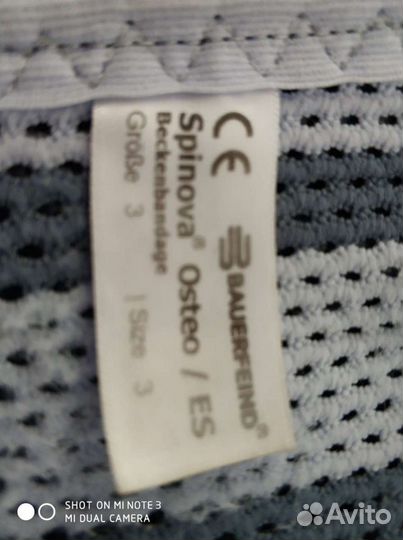 CE
BAUERFEIND®
Spinova® Osteo / ES
Beckenbandage
Größe 3 | Size 3
SHOT ON MI NOTE 3
MI DUAL CAMERA
Avito